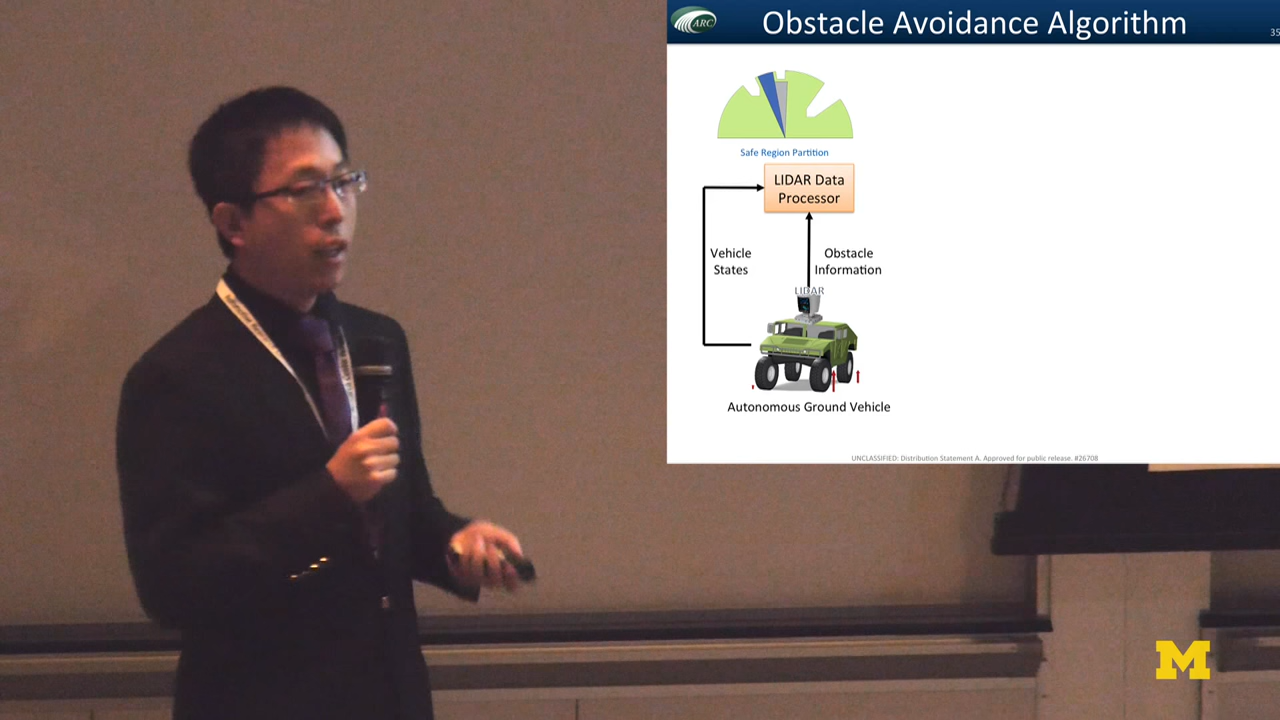 ARC
Obstacle Avoidance Algorithm
35
Safe Region Partition
LIDAR Data
Processor
Vehicle
States
Obstacle
Information
LIDAR
Autonomous Ground Vehicle
UNCLASSIFIED: Distribution Statement A. Approved for public release. #26708
M